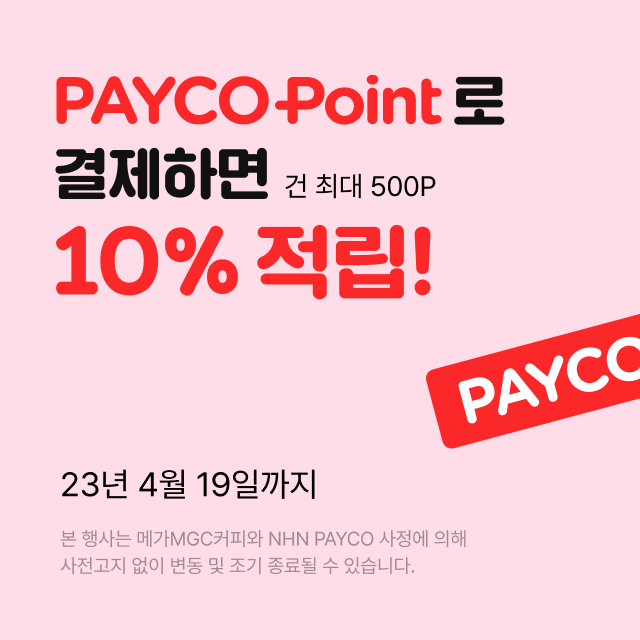 PAYCO Point 로
결제하면 건 최대 500P
10% 적립!
PAYCO
23년 4월 19일까지
본 행사는 메가MGC커피와 NHN PAYCO 사정에 의해
사전고지 없이 변동 및 조기 종료될 수 있습니다.